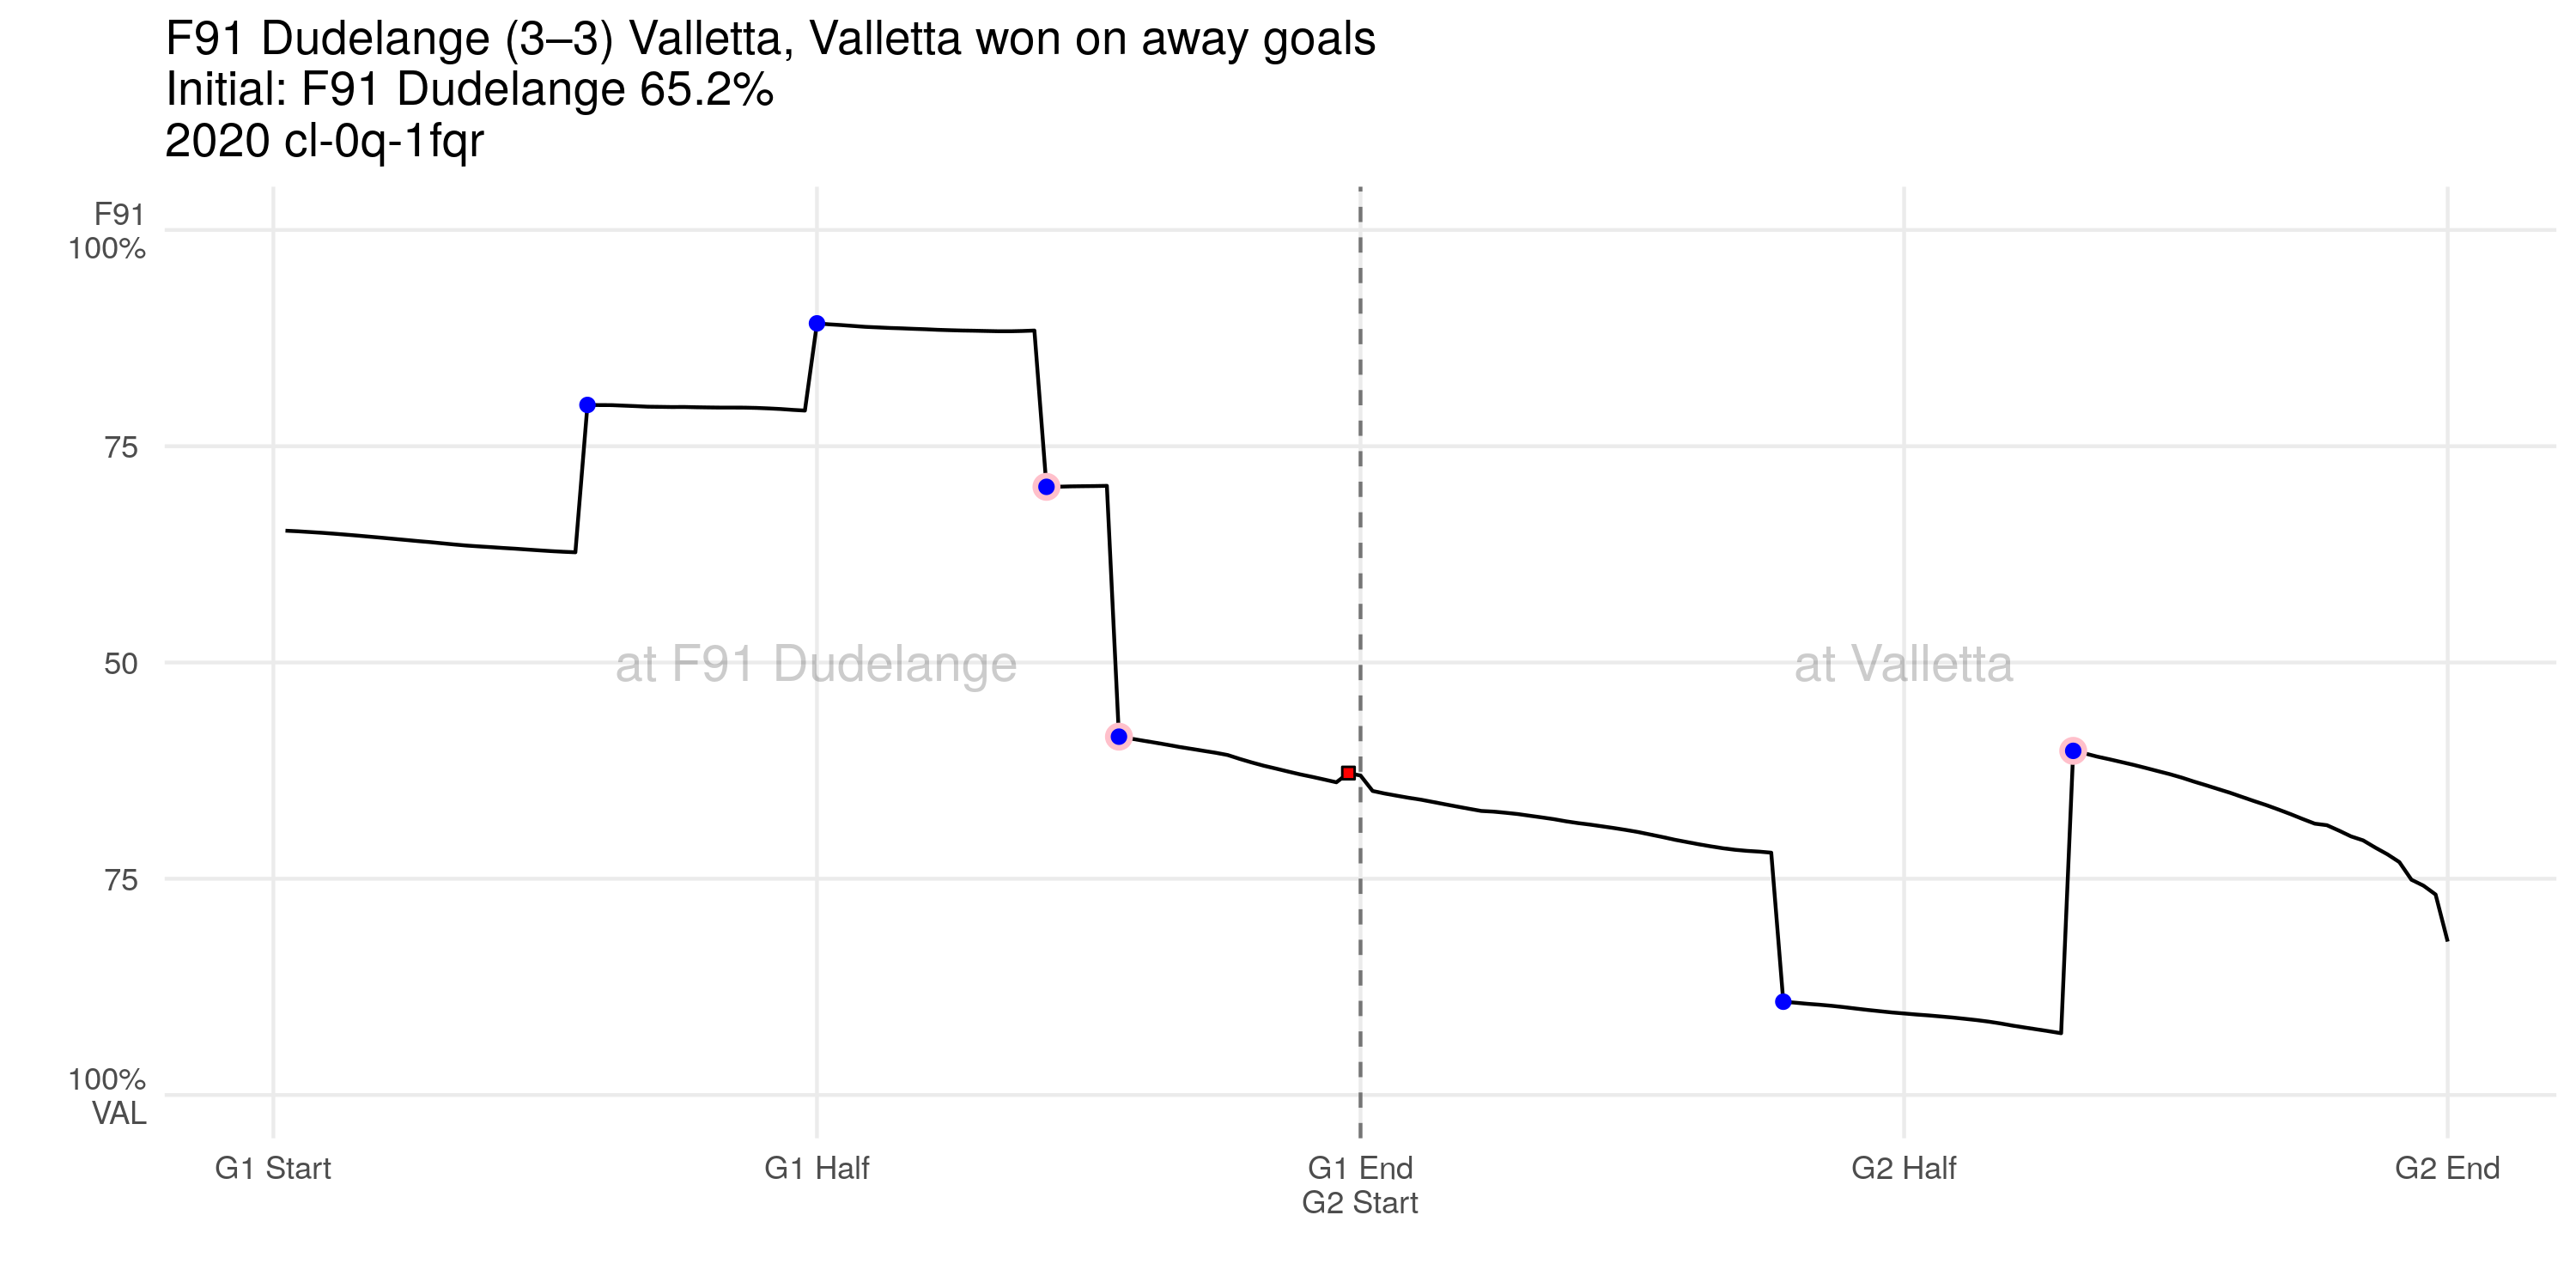 F91 Dudelange (3–3) Valletta, Valletta won on away goals
Initial: F91 Dudelange 65.2%
2020 cl-0q-1fqr
F91
100%
75
50
75
100%
VAL
at F91 Dudelange
at Valletta
G1 Start
G1 Half
G1 End
G2 Start
G2 Half
G2 End